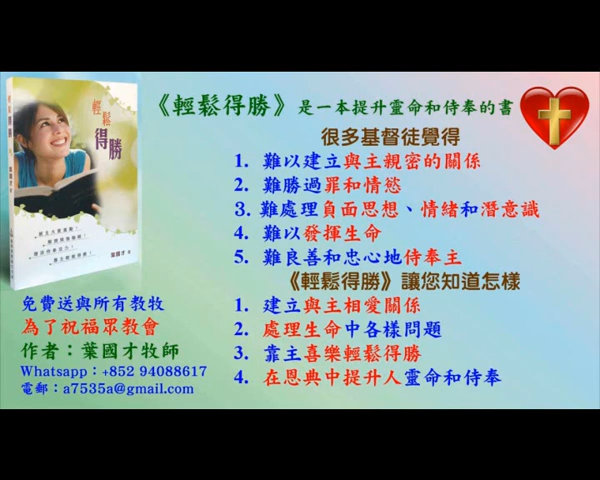 《輕鬆得勝》是一本提升靈命和侍奉的書
很多基督徒覺得
1. 難以建立與主親密的關係
2. 難勝過罪和情慾
3. 難處理負面思想、情緒和潛意識
4. 難以發揮生命
5. 難良善和忠心地侍奉主
《輕鬆得勝》讓您知道怎樣
1. 建立與主相愛關係
2. 處理生命中各樣問題
3. 靠主喜樂輕鬆得勝
4. 在恩典中提升人靈命和侍奉
輕鬆
得勝
葉國才
輕鬆得勝
免費送與所有教牧
為了祝福眾教會
作者：葉國才牧師
Whatsapp：+852 94088617
電郵：a7535a@gmail.com